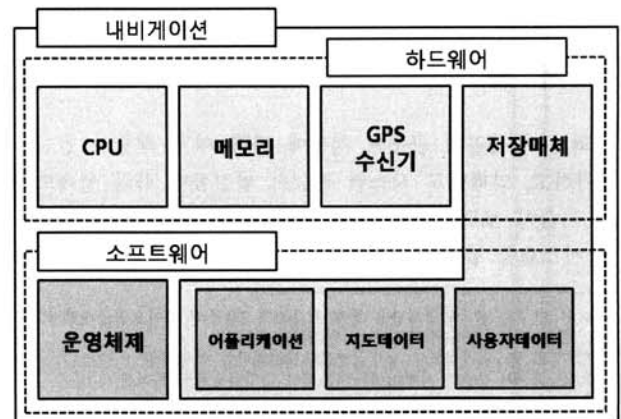 내비게이션
하드웨어
CPU
메모리
GPS
수신기
저장매체
소프트웨어
운영체제
어플리케이션
지도데이터
사용자데이터